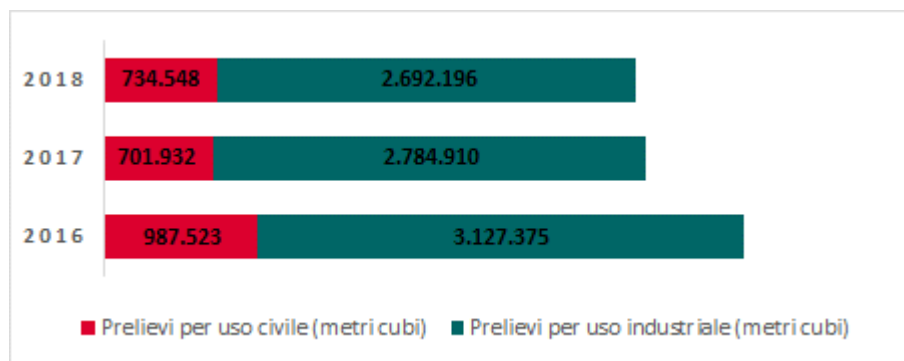 2018 734.548 2.692.196
2017 701.932 2.784.910
2016 987.523 3.127.375
Prelievi per uso civile (metri cubi) Prelievi per uso industriale (metri cubi)